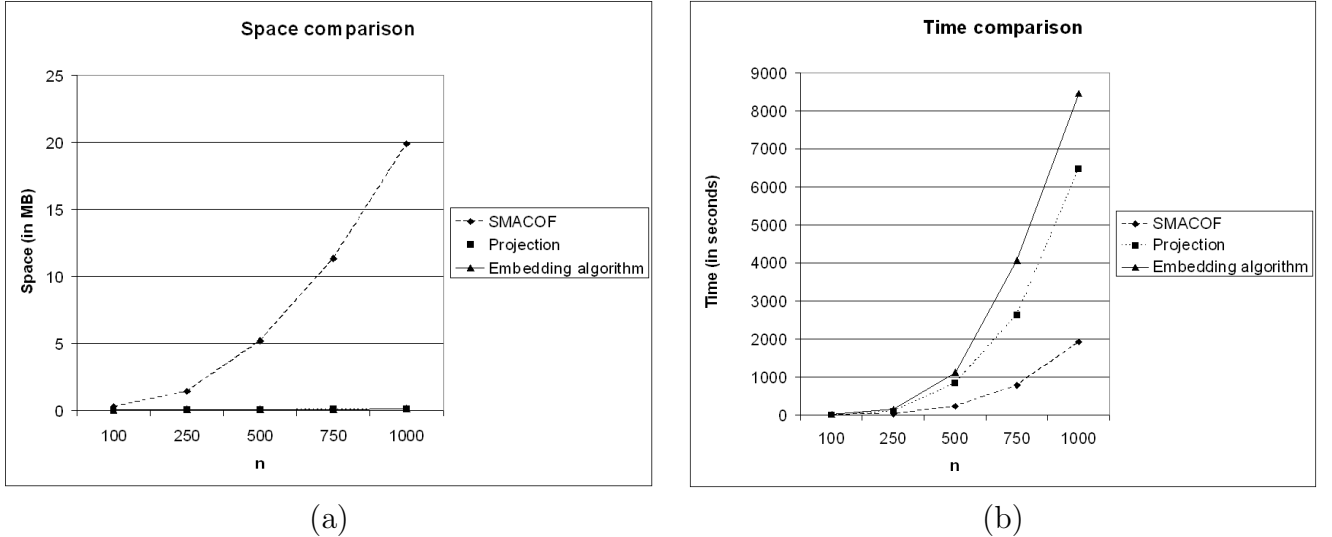 Space comparison
25
20
15
10
5
0
Space (in MB)
100 250 500 750 1000
n
SMACOF
Projection
Embedding algorithm
(a)
Time comparison
9000
8000
7000
6000
5000
4000
3000
2000
1000
0
Time (in seconds)
100 250 500 750 1000
n
SMACOF
Projection
Embedding algorithm
(b)